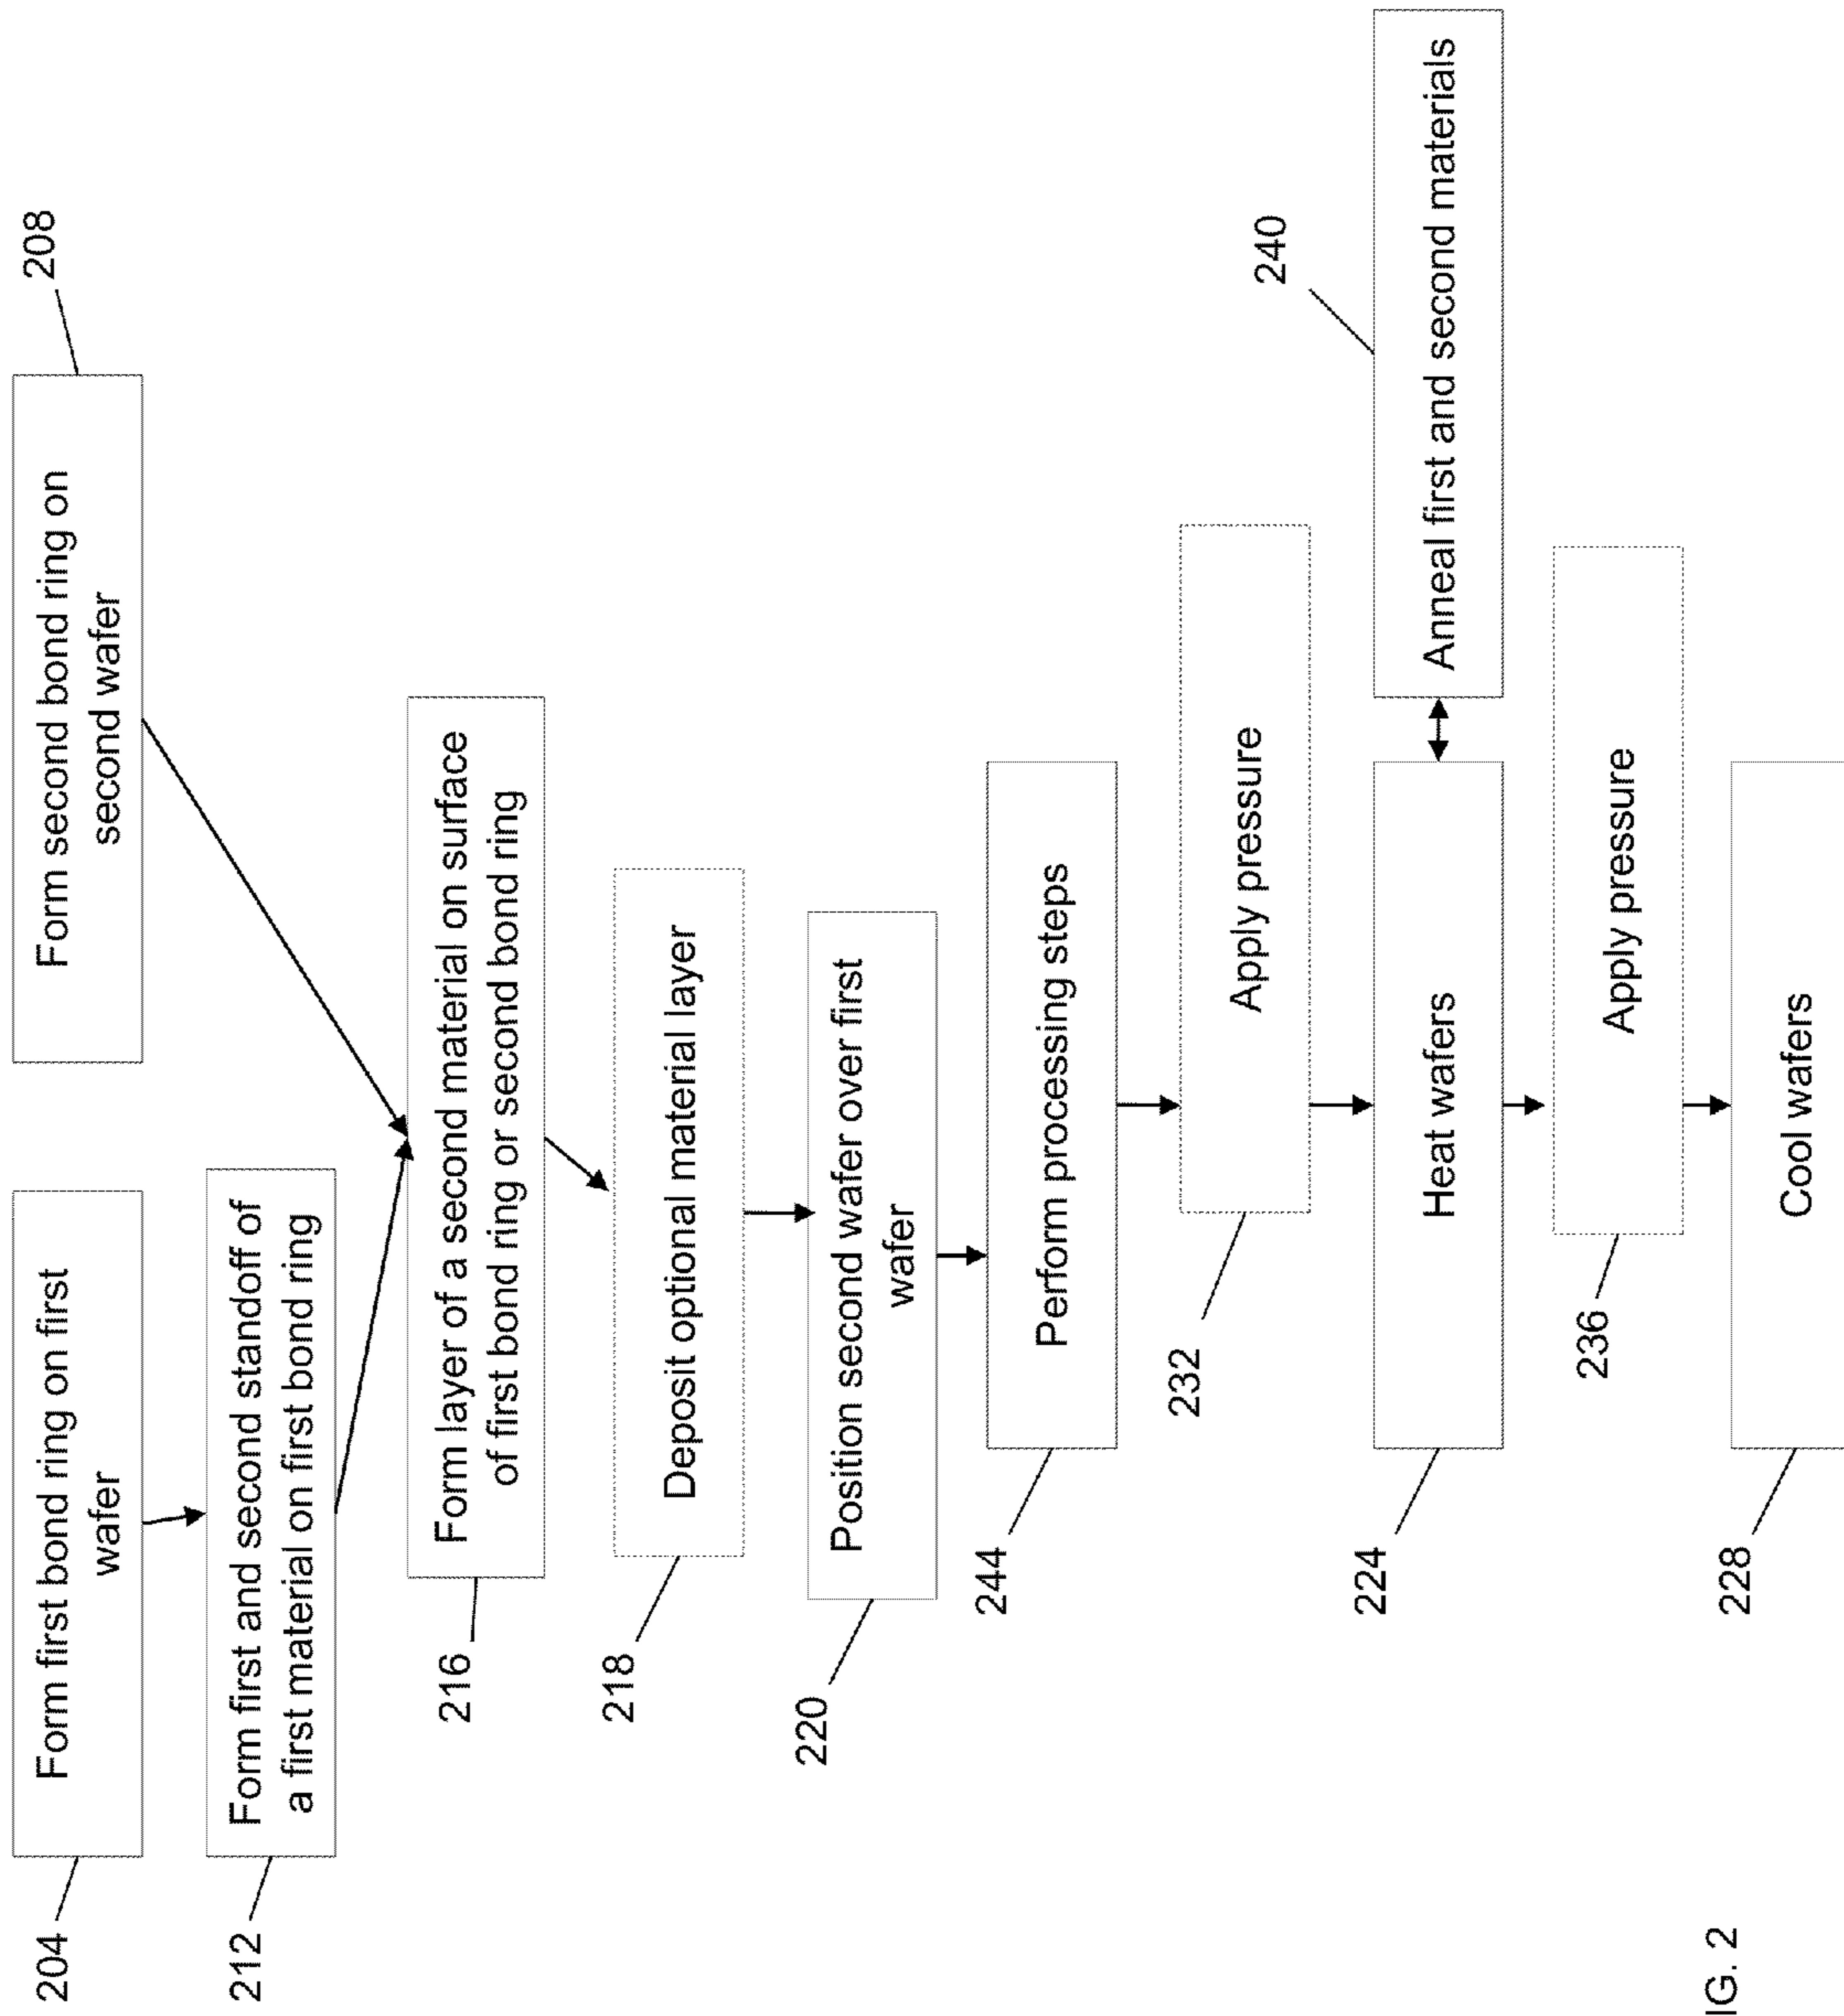 204
Form first bond ring on first
wafer
208
Form second bond ring on
second wafer
212
Form first and second standoff of
a first material on first bond ring
216
Form layer of a second material on surface
of first bond ring or second bond ring
218
Deposit optional material layer
220
Position second wafer over first
wafer
244
Perform processing steps
232
Apply pressure
224
Heat wafers
240
Anneal first and second materials
236
Apply pressure
228
Cool wafers
IG. 2